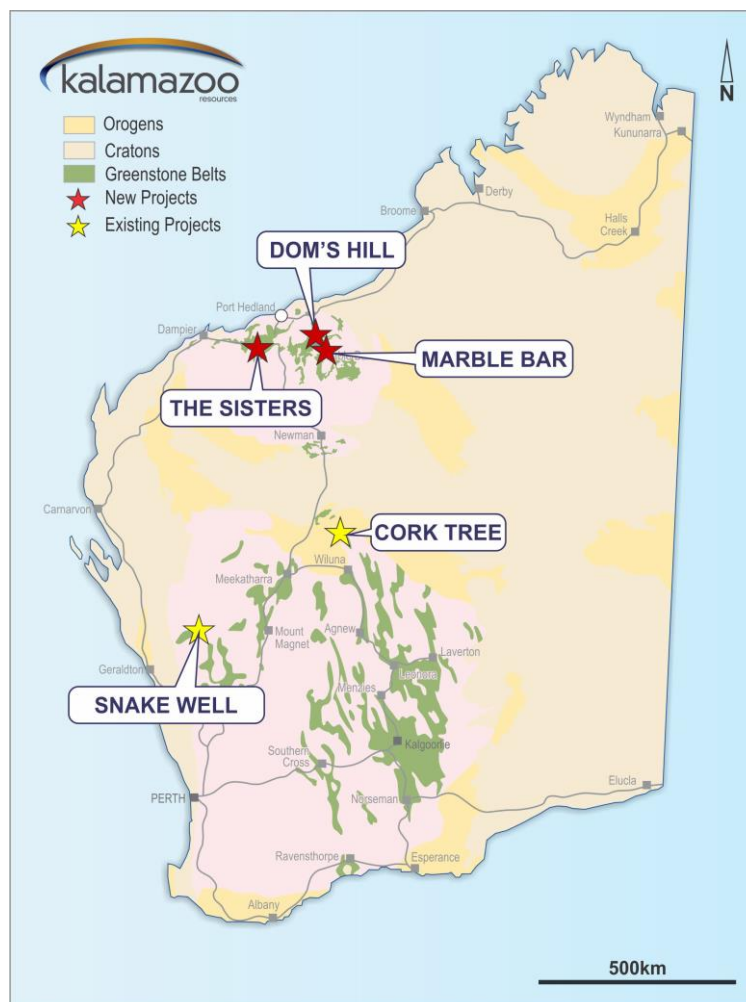 kalamazoo
resources
N
Orogens
Cratons
Greenstone Belts
New Projects
Existing Projects
Wyndham
Kununurra
Derby
Broome
Halls
Creek
DOM'S HILL
Port Hedland
Dampier
MARBLE BAR
THE SISTERS
Newman
Carnarvon
CORK TREE
Wiluna
Meekatharra
Mount
Magnet
Agnew
Laverton
Leonora
Geraldton
Menzies
SNAKE WELL
Kalgoorlie
Southern
Cross
Elucla
PERTH
Norseman
Ravensthorpe
Esperance
Albany
500km